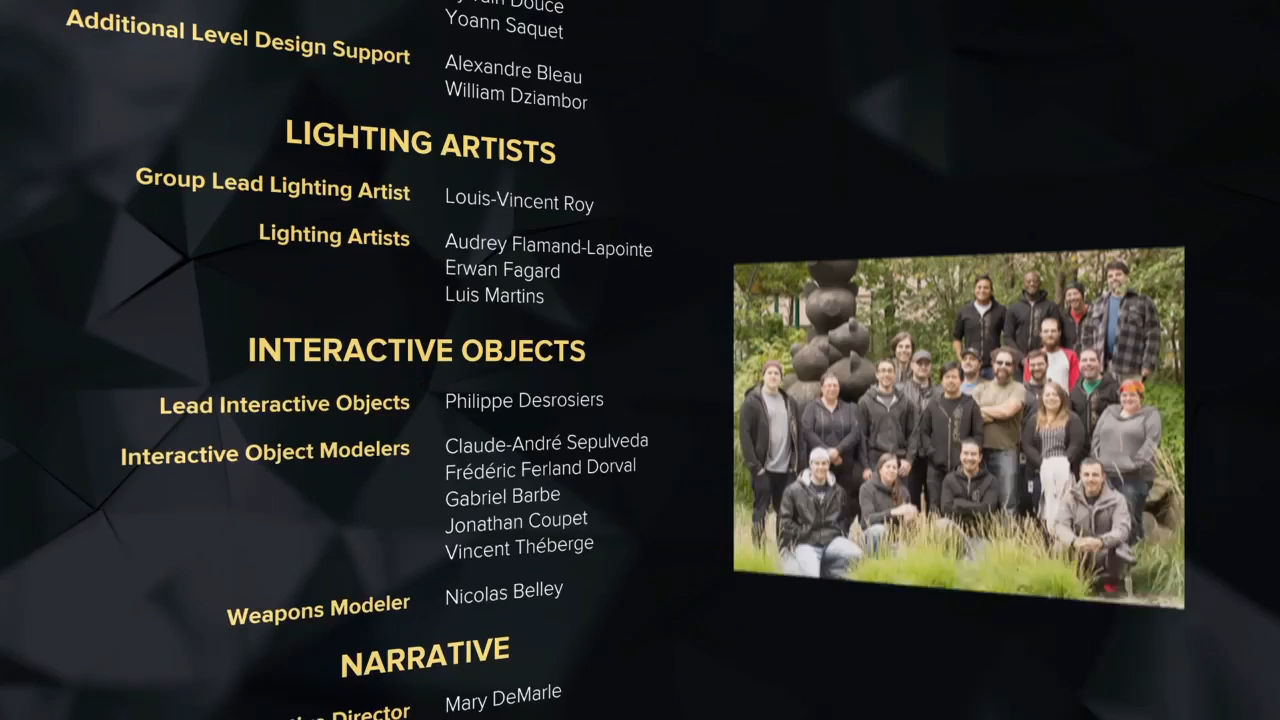 Douce
Yoann Saquet
Additional Level Design Support
Alexandre Bleau
William Dziambor
LIGHTING ARTISTS
Group Lead Lighting Artist
Louis-Vincent Roy
Lighting Artists
Audrey Flamand-Lapointe
Erwan Fagard
Luis Martins
INTERACTIVE OBJECTS
Lead Interactive Objects
Philippe Desrosiers
Interactive Object Modelers
Claude-André Sepulveda
Frédéric Ferland Dorval
Gabriel Barbe
Jonathan Coupet
Vincent Théberge
Weapons Modeler
Nicolas Belley
NARRATIVE
Director
Mary DeMarle